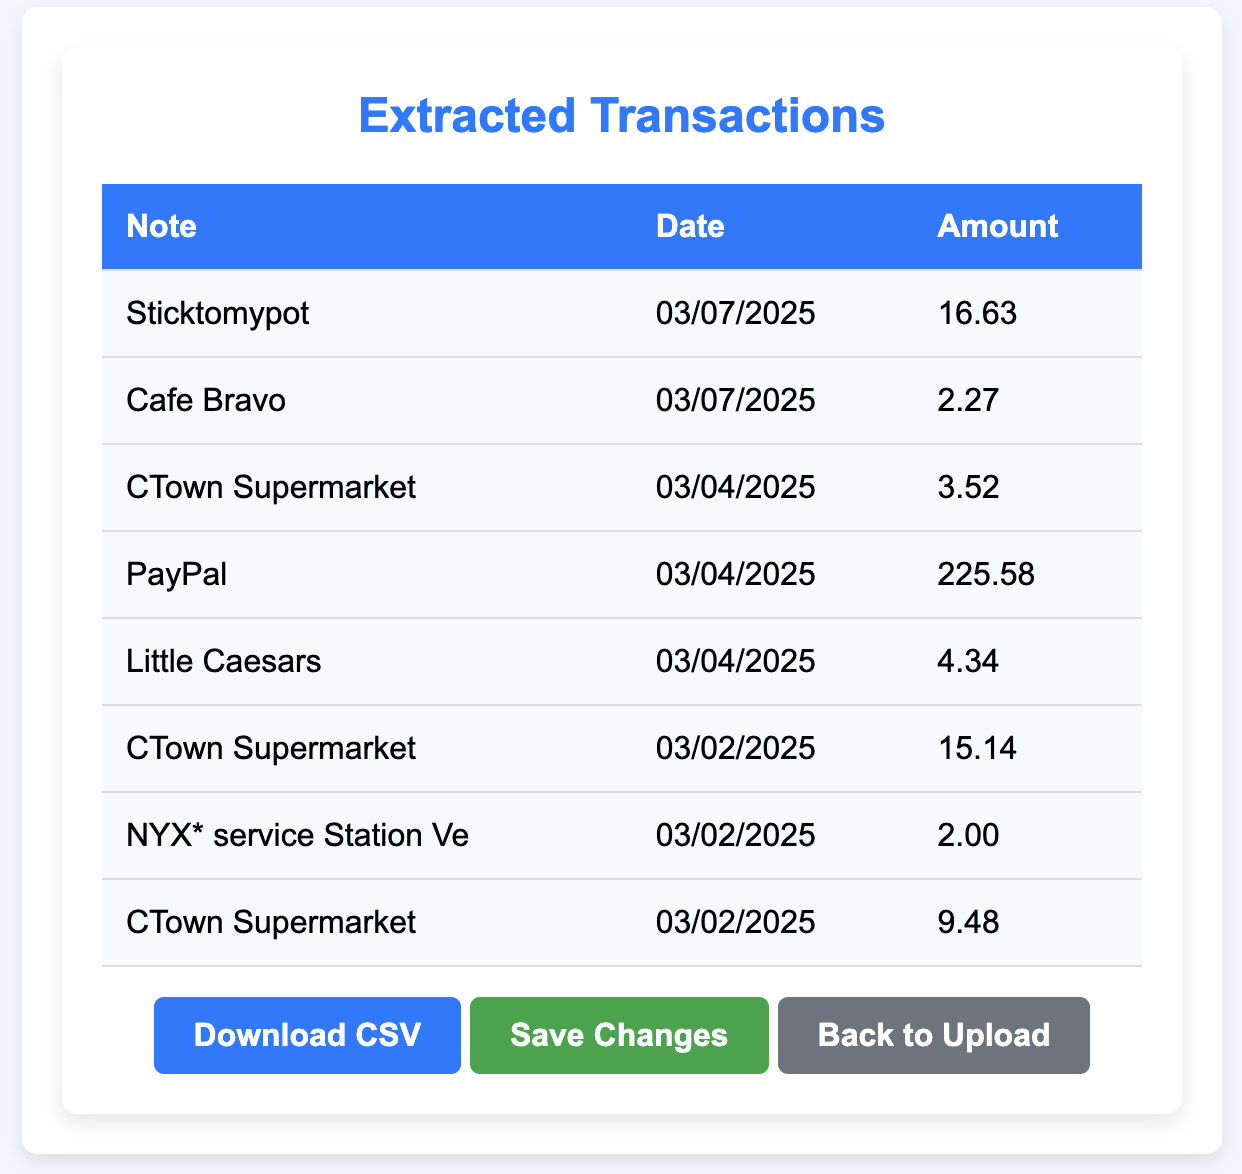 Extracted Transactions
Note Date Amount
Sticktomypot 03/07/2025 16.63
Cafe Bravo 03/07/2025 2.27
CTown Supermarket 03/04/2025 3.52
PayPal 03/04/2025 225.58
Little Caesars 03/04/2025 4.34
CTown Supermarket 03/02/2025 15.14
NYX* service Station Ve 03/02/2025 2.00
CTown Supermarket 03/02/2025 9.48
Download CSV Save Changes Back to Upload